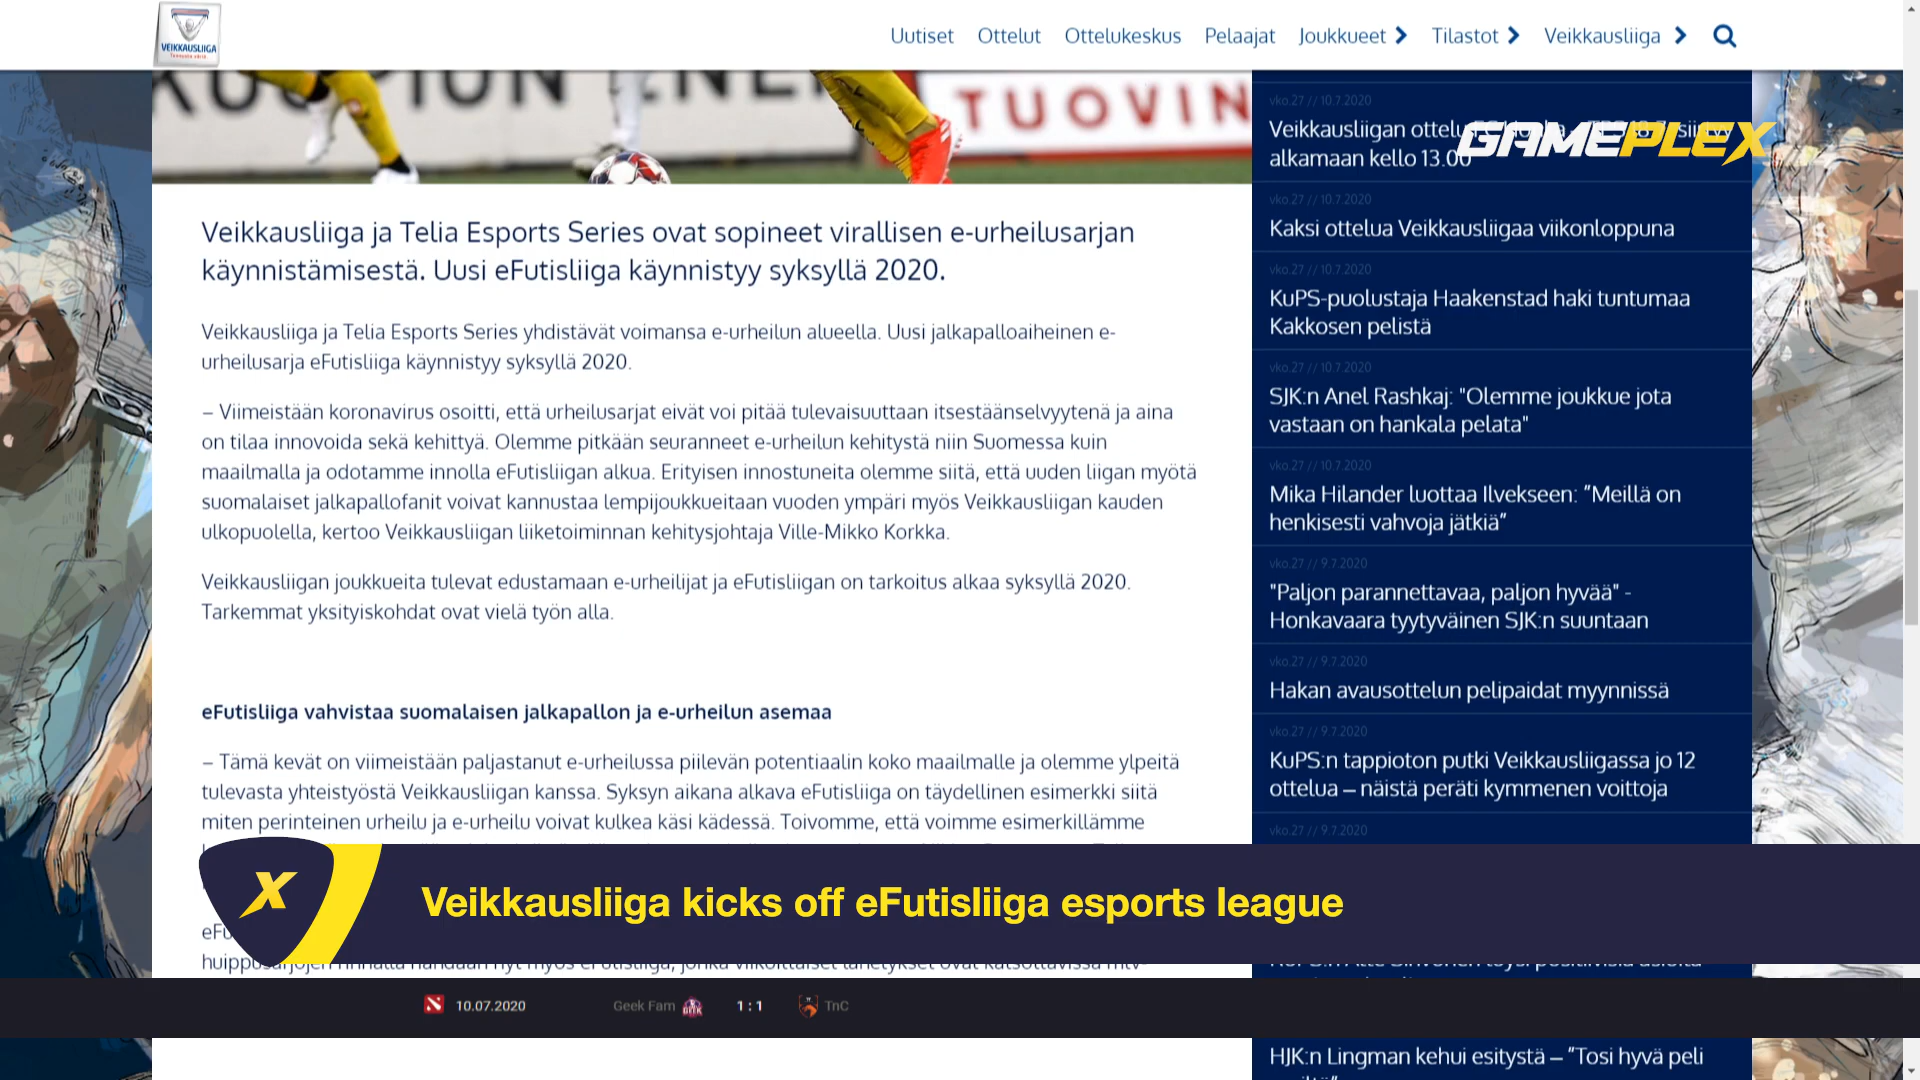 VEIKKAUSLIIGA
Uutiset Ottelut Ottelukeskus Pelaajat Joukkueet Tilastot Veikkausliiga
TUOVIN
GAMEPLEX
vko.27 // 10.7.2020
Veikkausliigan ottelu
alkamaan kello 13.00
vko.27 // 10.7.2020
Kaksi ottelua Veikkausliigaa viikonloppuna
vko.27 // 10.7.2020
KuPS-puolustaja Haakenstad haki tuntumaa
Kakkosen pelistä
vko.27 // 10.7.2020
SJK:n Anel Rashkaj: "Olemme joukkue jota
vastaan on hankala pelata"
vko.27 // 10.7.2020
Mika Hilander luottaa Ilvekseen: ”Meillä on
henkisesti vahvoja jätkiä”
vko.27 // 9.7.2020
"Paljon parannettavaa, paljon hyvää" -
Honkavaara tyytyväinen SJK:n suuntaan
vko.27 // 9.7.2020
Hakan avausottelun pelipaidat myynnissä
vko.27 // 9.7.2020
KuPS:n tappioton putki Veikkausliigassa jo 12
ottelua – näistä peräti kymmenen voittoja
vko.27 // 9.7.2020
HJK:n Lingman kehui esitystä – ”Tosi hyvä peli
Veikkausliiga ja Telia Esports Series ovat sopineet virallisen e-urheilusarjan
käynnistämisestä. Uusi eFutisliiga käynnistyy syksyllä 2020.
Veikkausliiga ja Telia Esports Series yhdistävät voimansa e-urheilun alueella. Uusi jalkapalloaiheinen e-
urheilusarja eFutisliiga käynnistyy syksyllä 2020.
– Viimeistään koronavirus osoitti, että urheilusarjat eivät voi pitää tulevaisuuttaan itsestäänselvyytenä ja aina
on tilaa innovoida sekä kehittyä. Olemme pitkään seuranneet e-urheilun kehitystä niin Suomessa kuin
maailmalla ja odotamme innolla eFutisliigan alkua. Erityisen innostuneita olemme siitä, että uuden liigan myötä
suomalaiset jalkapallofanit voivat kannustaa lempijoukkueitaan vuoden ympäri myös Veikkausliigan kauden
ulkopuolella, kertoo Veikkausliigan liiketoiminnan kehitysjohtaja Ville-Mikko Korkka.
Veikkausliigan joukkueita tulevat edustamaan e-urheilijat ja eFutisliigan on tarkoitus alkaa syksyllä 2020.
Tarkemmat yksityiskohdat ovat vielä työn alla.
eFutisliiga vahvistaa suomalaisen jalkapallon ja e-urheilun asemaa
– Tämä kevät on viimeistään paljastanut e-urheilussa piilevän potentiaalin koko maailmalle ja olemme ylpeitä
tulevasta yhteistyöstä Veikkausliigan kanssa. Syksyn aikana alkava eFutisliiga on täydellinen esimerkki siitä
miten perinteinen urheilu ja e-urheilu voivat kulkea käsi kädessä. Toivomme, että voimme esimerkillämme
X
Veikkausliiga kicks off eFutisliiga esports league
10.07.2020 Geek Fam 1 : 1 TnC